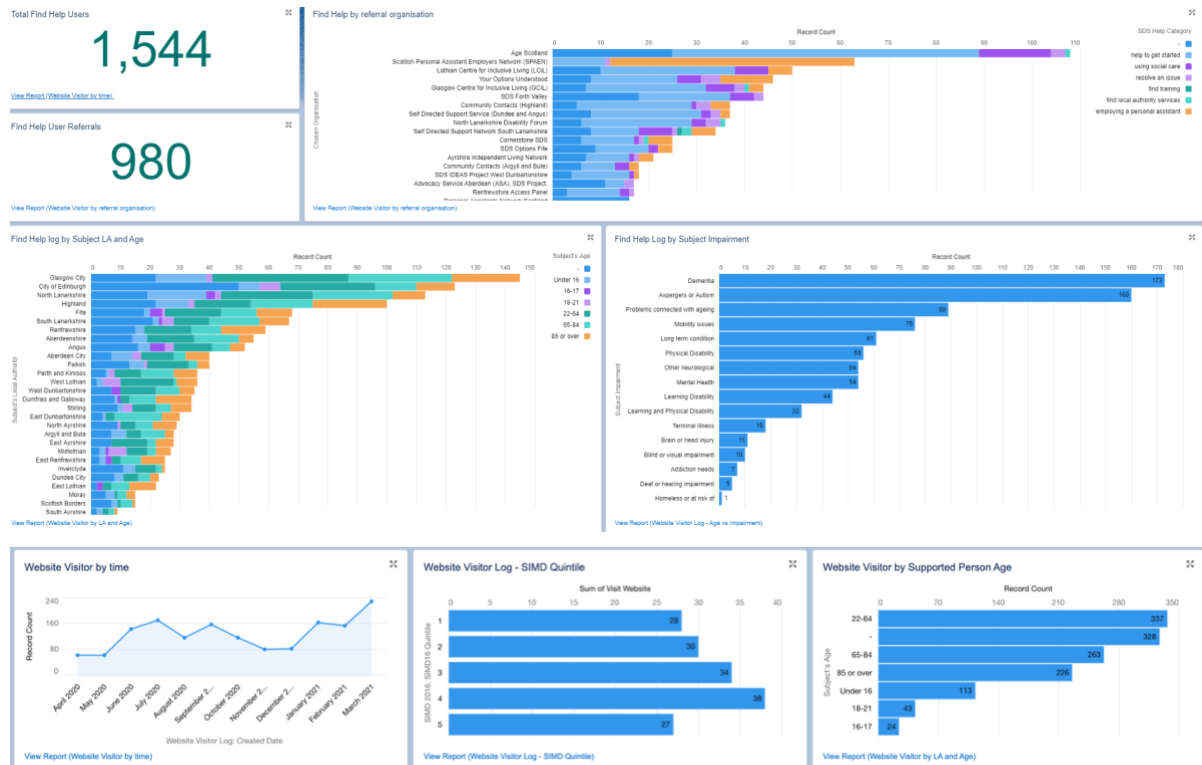 Total Find Help Users
1,544
View Report (Website Visitor by time)
Find Help User Referrals
980
View Report (Website Visitor by referral organisation)
Find Help by referral organisation
Record Count
0 10 20 30 40 50 60 70 80 90 100 110
Chosen Organisation
Age Scotland
Scottish Personal Assistant Employers Network (SPAEN)
Lothian Centre for Inclusive Living (LCIL)
Your Options Understood
Glasgow Centre for Inclusive Living (GCIL)
SDS Forth Valley
Community Contacts (Highland)
Self Directed Support Service (Dundee and Angus)
North Lanarkshire Disability Forum
Self Directed Support Network South Lanarkshire
Cornerstone SDS
SDS Options Fife
Ayrshire Independent Living Network
Community Contacts (Argyll and Bute)
SDS IDEAS Project West Dunbartonshire
Advocacy Service Aberdeen (ASA), SDS Project.
Renfrewshire Access Panel
SDS Help Category
-
help to get started
using social care
resolve an issue
find training
find local authority services
employing a personal assistant
View Report (Website Visitor by referral organisation)
Find Help log by Subject LA and Age
Record Count
0 10 20 30 40 50 60 70 80 90 100 110 120 130 150
Subject's Local Authority
Glasgow City
City of Edinburgh
North Lanarkshire
Highland
Fife
South Lanarkshire
Renfrewshire
Aberdeenshire
Angus
Aberdeen City
Falkirk
Perth and Kinross
West Lothian
West Dunbartonshire
Dumfries and Galloway
Stirling
East Dunbartonshire
North Ayrshire
Argyll and Bute
East Ayrshire
Midlothian
East Renfrewshire
Inverclyde
Dundee City
East Lothian
Moray
Scottish Borders
South Ayrshire
Subject's Age
-
Under 16
16-17
18-21
22-64
65-84
85 or over
View Report (Website Visitor by LA and Age)
Find Help Log by Subject Impairment
Record Count
0 10 20 30 40 50 60 70 80 90 100 110 120 130 140 150 160 170 180
Subject Impairment
Dementia 173
Aspergers or Autism 160
Problems connected with ageing
Mobility issues
Long term condition 61
Physical Disability
Other neurological 54
Mental Health 54
Learning Disability 44
Learning and Physical Disability 32
Terminal illness
Brain or head injury 11
Blind or visual impairment 10
Addiction needs 7
Deaf or hearing impairment
Homeless or at risk of 1
View Report (Website Visitor Log - Age vs Impairment)
Website Visitor by time
Record Count
240
160
80
0
April 2020 May 2020 June 2020 July 2020 August 2020 September 2... October 2020 November 2... December 2... January 2021 February 2021 March 2021
Website Visitor Log: Created Date
View Report (Website Visitor by time)
Website Visitor Log - SIMD Quintile
Sum of Visit Website
0 5 10 15 20 25 30 35 40
SIMD 2016: SIMD16 Quintile
1 28
2 30
3 34
4 38
5 27
View Report (Website Visitor Log - SIMD Quintile)
Website Visitor by Supported Person Age
Record Count
0 70 140 210 280 350
Subject's Age
22-64 337
- 328
65-84 263
85 or over 226
Under 16 113
18-21 43
16-17 24
View Report (Website Visitor by LA and Age)